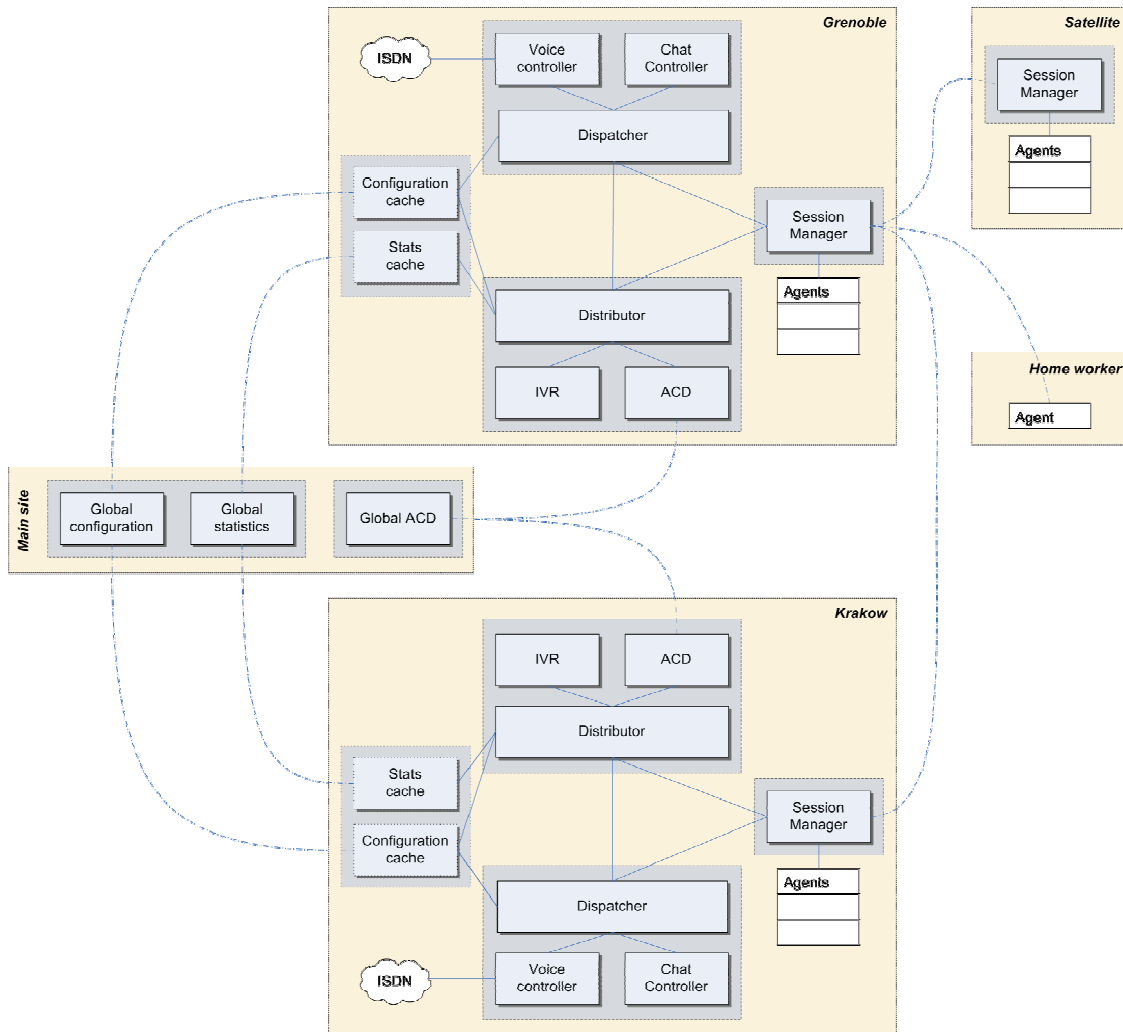 Grenoble
ISDN
Voice
controller
Chat
Controller
Dispatcher
Configuration
cache
Stats
cache
Session
Manager
Agents
Distributor
IVR
ACD
Satellite
Session
Manager
Agents
Home worker
Agent
Main site
Global
configuration
Global
statistics
Global ACD
Krakow
IVR
ACD
Distributor
Stats
cache
Configuration
cache
Session
Manager
Agents
Dispatcher
ISDN
Voice
controller
Chat
Controller